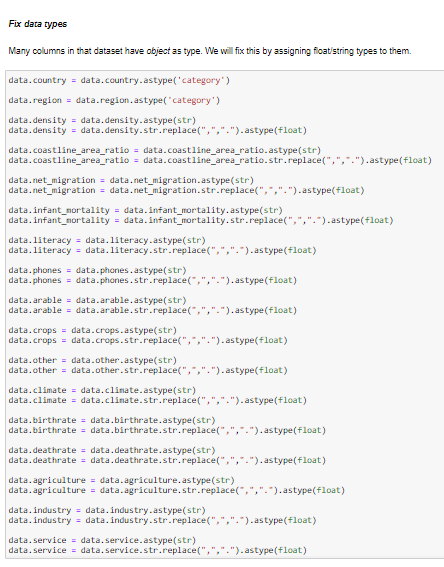 Fix data types
Many columns in that dataset have object as type. We will fix this by assigning float/string types to them.
data.country = data.country.astype('category')
data.region = data.region.astype('category')
data.density = data.density.astype(str)
data.density = data.density.str.replace(",",".").astype(float)
data.coastline_area_ratio = data.coastline_area_ratio.astype(str)
data.coastline_area_ratio = data.coastline_area_ratio.str.replace(",",".").astype(float)
data.net_migration = data.net_migration.astype(str)
data.net_migration = data.net_migration.str.replace(",",".").astype(float)
data.infant_mortality = data.infant_mortality.astype(str)
data.infant_mortality = data.infant_mortality.str.replace(",",".").astype(float)
data.literacy = data.literacy.astype(str)
data.literacy = data.literacy.str.replace(",",".").astype(float)
data.phones = data.phones.astype(str)
data.phones = data.phones.str.replace(",",".").astype(float)
data.arable = data.arable.astype(str)
data.arable = data.arable.str.replace(",",".").astype(float)
data.crops = data.crops.astype(str)
data.crops = data.crops.str.replace(",",".").astype(float)
data.other = data.other.astype(str)
data.other = data.other.str.replace(",",".").astype(float)
data.climate = data.climate.astype(str)
data.climate = data.climate.str.replace(",",".").astype(float)
data.birthrate = data.birthrate.astype(str)
data.birthrate = data.birthrate.str.replace(",",".").astype(float)
data.deathrate = data.deathrate.astype(str)
data.deathrate = data.deathrate.str.replace(",",".").astype(float)
data.agriculture = data.agriculture.astype(str)
data.agriculture = data.agriculture.str.replace(",",".").astype(float)
data.industry = data.industry.astype(str)
data.industry = data.industry.str.replace(",",".").astype(float)
data.service = data.service.astype(str)
data.service = data.service.str.replace(",",".").astype(float)